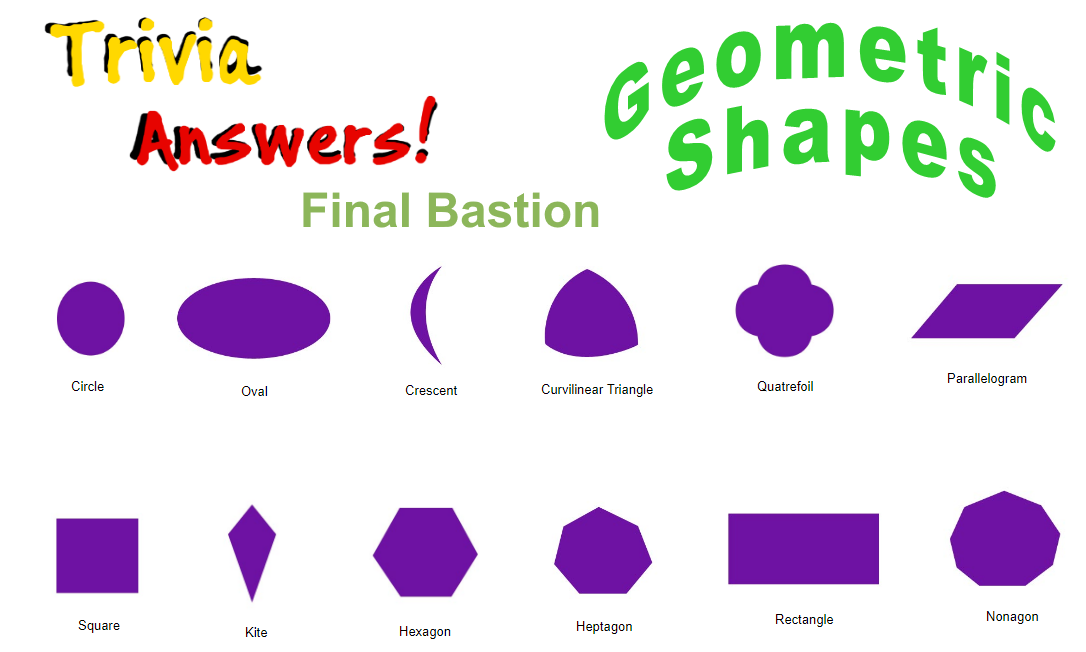 Trivia
Answers!
Geometric
Shapes
Final Bastion
Circle
Oval
Crescent
Curvilinear Triangle
Quatrefoil
Parallelogram
Square
Kite
Hexagon
Heptagon
Rectangle
Nonagon